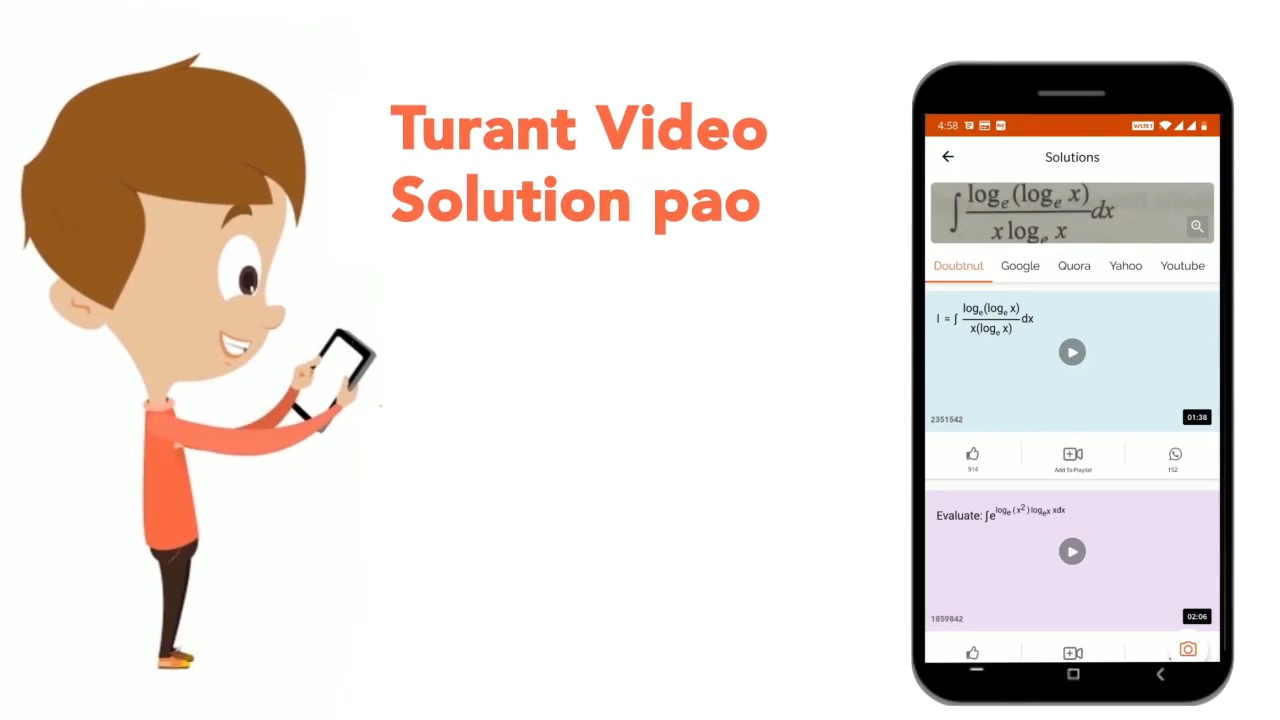 Turant Video
Solution pao
4:58
VoLTE1
Solutions
∫ logₑ(logₑ x) / x logₑ x dx
Doubtnut Google Quora Yahoo Youtube
I = ∫ logₑ(logₑ x) / x(logₑ x) dx
2351542 01:38
914 Add To Playlist 152
Evaluate: ∫e^logₑ(x²)logₑx xdx
1859842 02:06